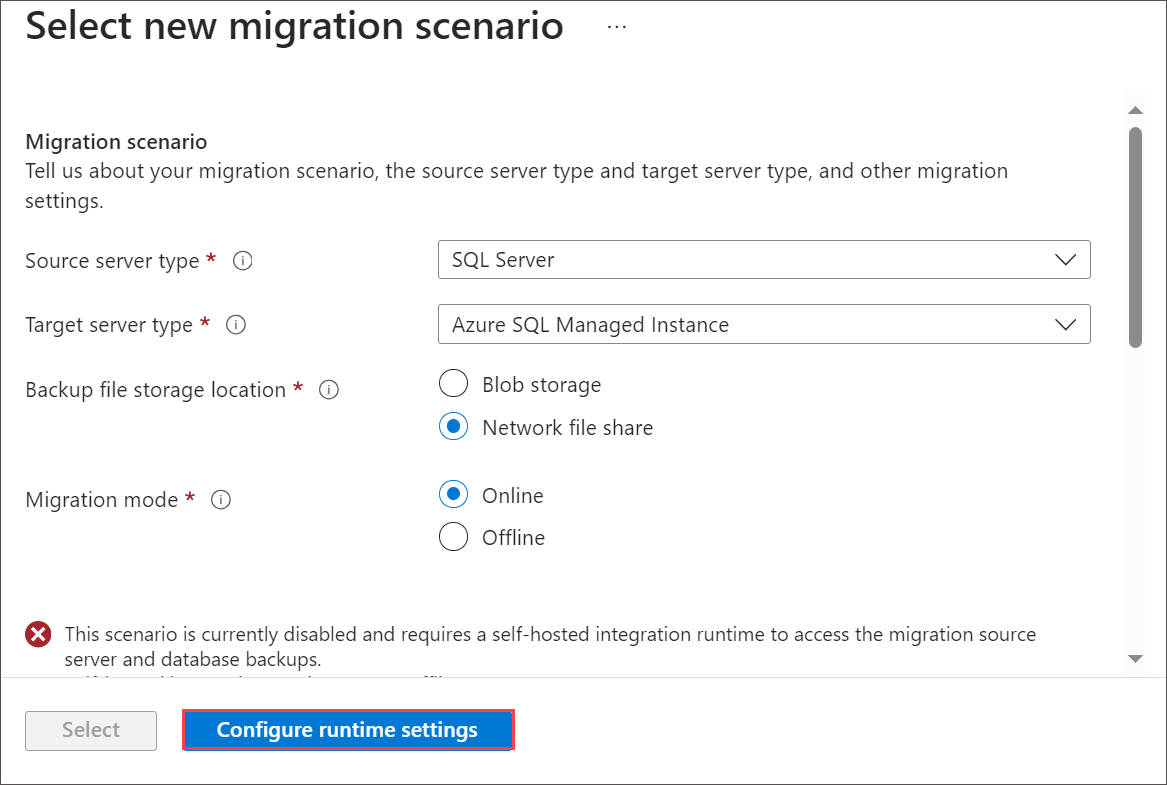 Select new migration scenario ...
Migration scenario
Tell us about your migration scenario, the source server type and target server type, and other migration
settings.
Source server type *
SQL Server
Target server type *
Azure SQL Managed Instance
Backup file storage location *
Blob storage
Network file share
Migration mode *
Online
Offline
This scenario is currently disabled and requires a self-hosted integration runtime to access the migration source
server and database backups.
Select
Configure runtime settings